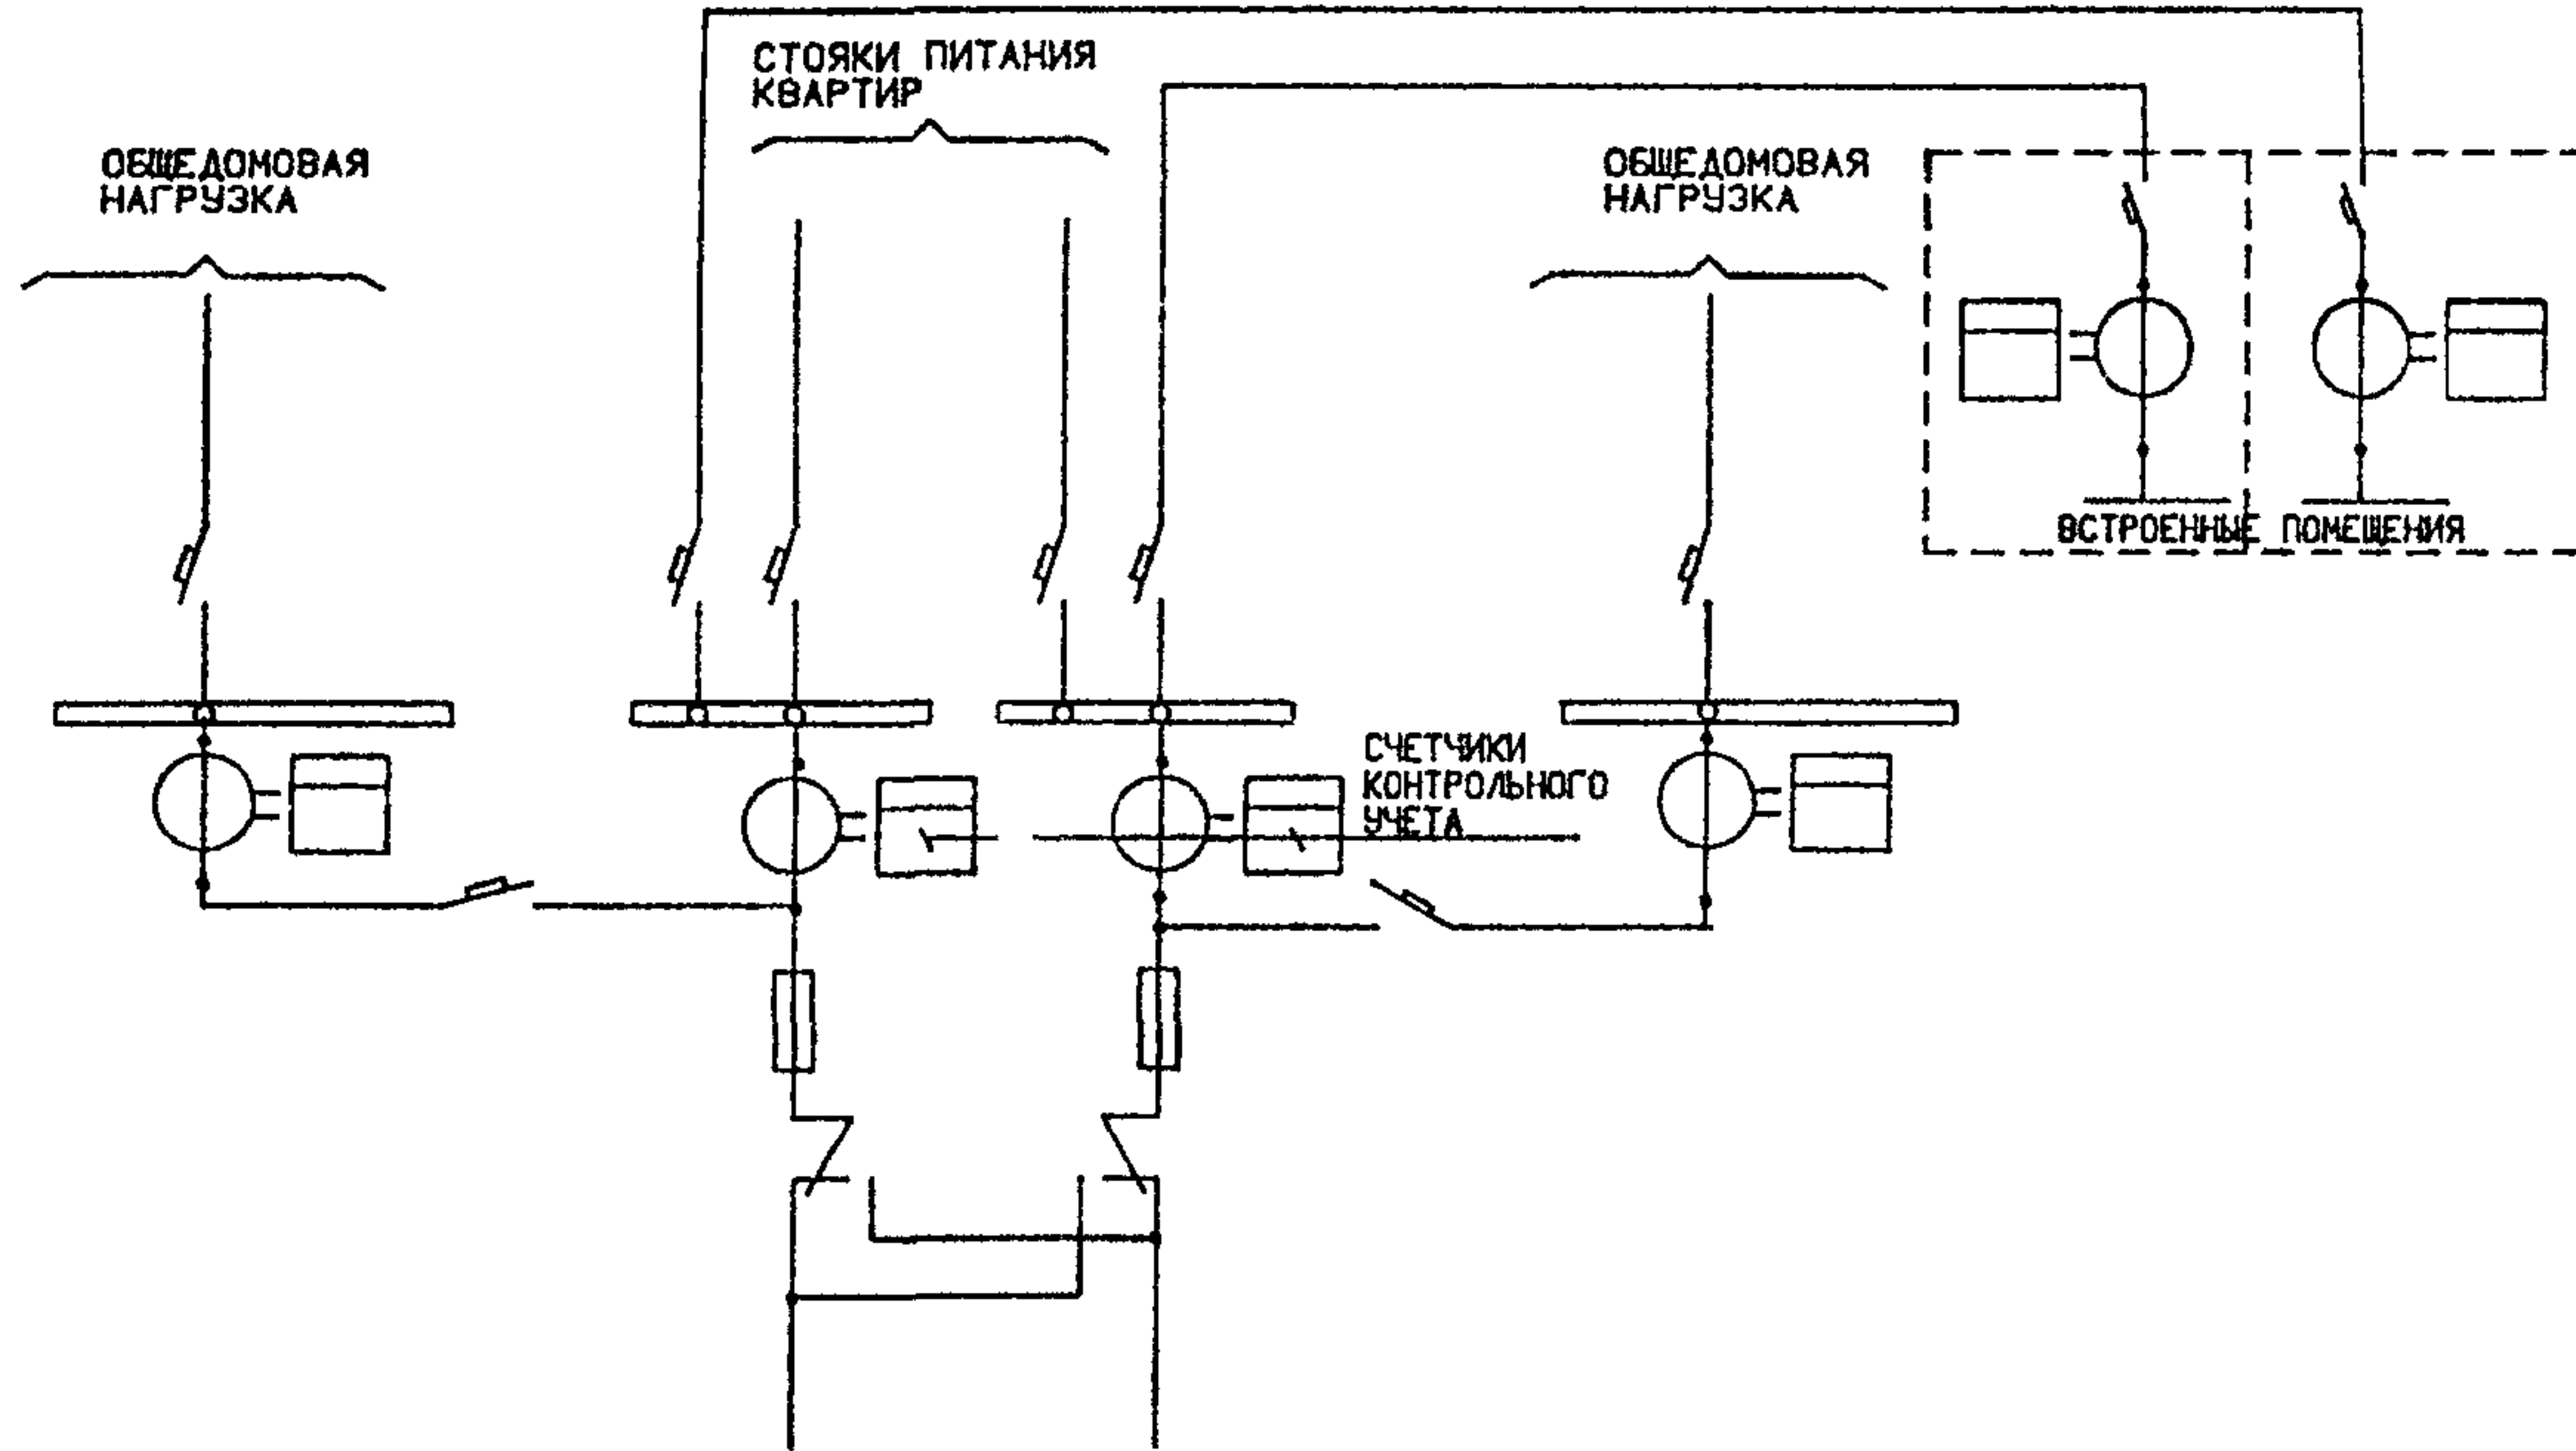 СТОЯКИ ПИТАНИЯ
КВАРТИР
ОБЩЕДОМОВАЯ
НАГРУЗКА
ОБЩЕДОМОВАЯ
НАГРУЗКА
ВСТРОЕННЫЕ ПОМЕЩЕНИЯ
СЧЕТЧИКИ
КОНТРОЛЬНОГО
УЧЕТА